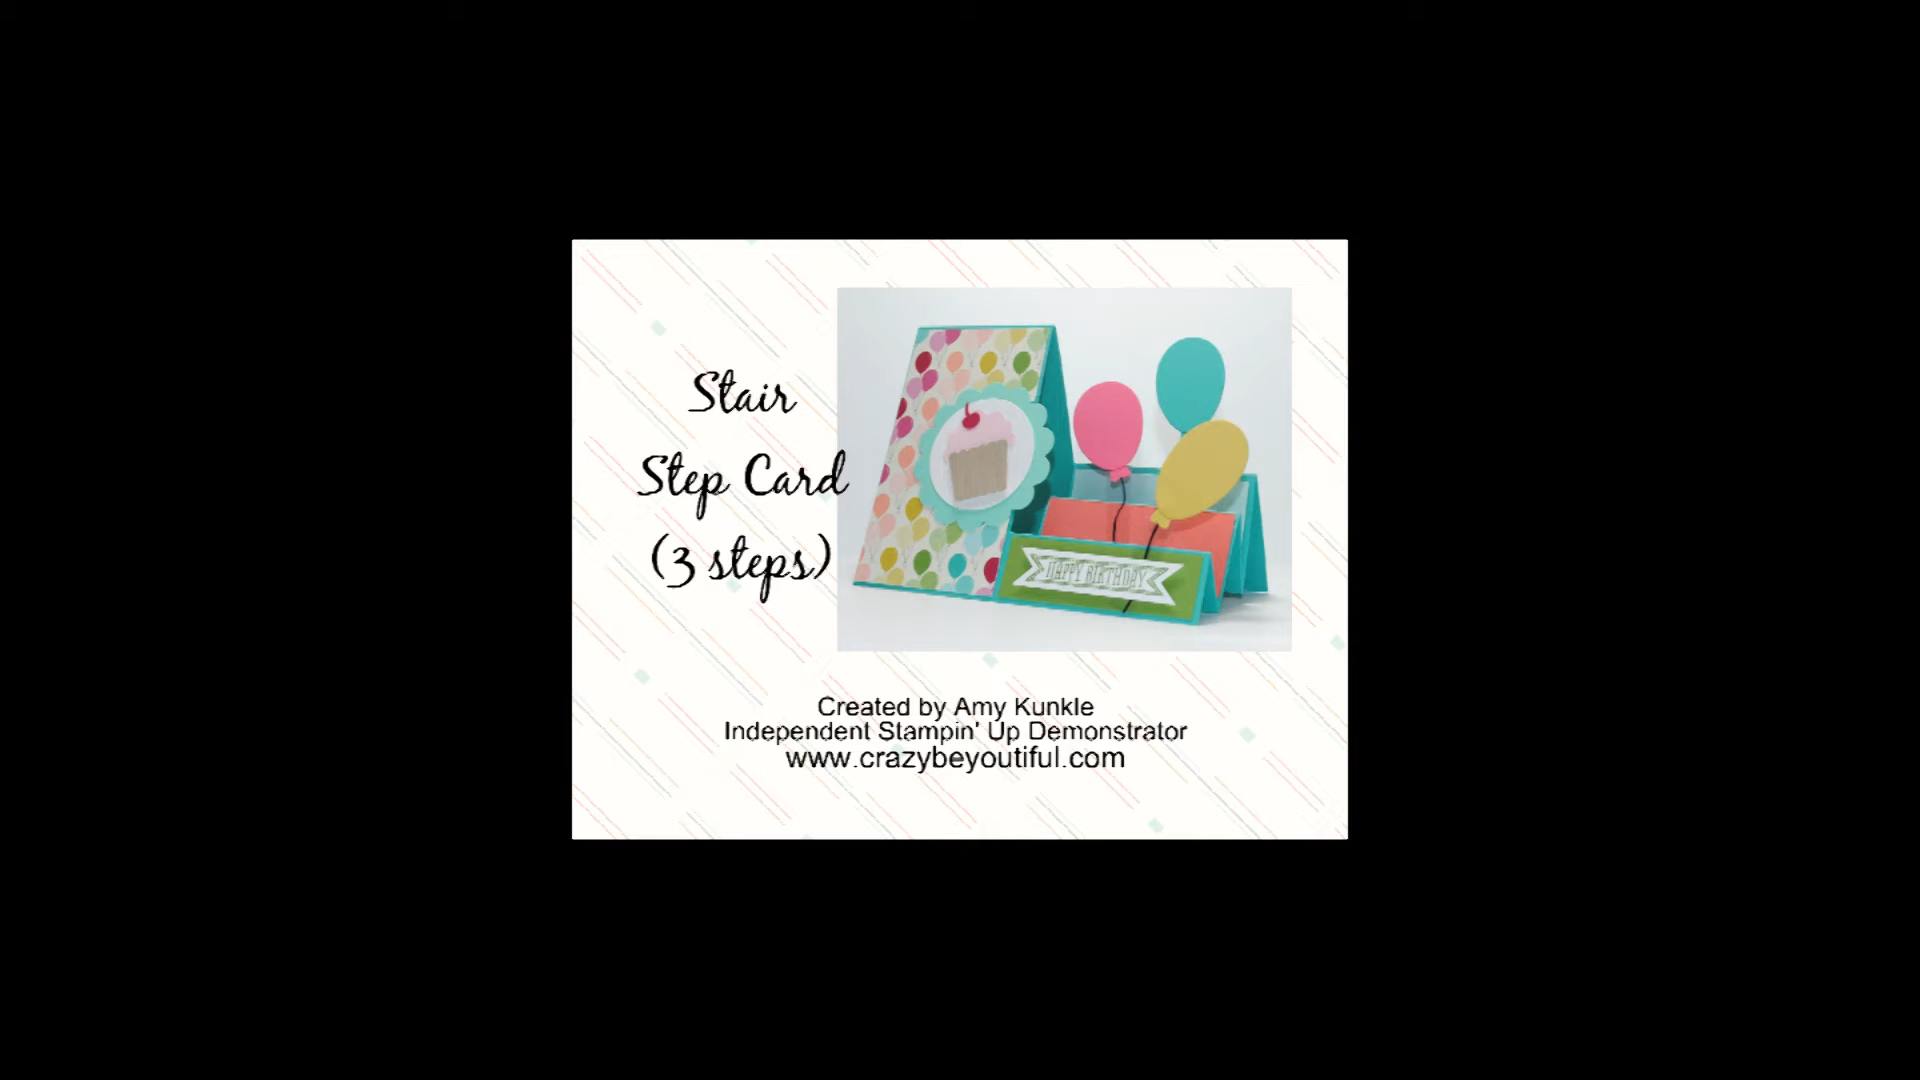 Stair
Step Card
(3 steps)
HAPPY BIRTHDAY
Created by Amy Kunkle
Independent Stampin' Up Demonstrator
www.crazybeyoutiful.com